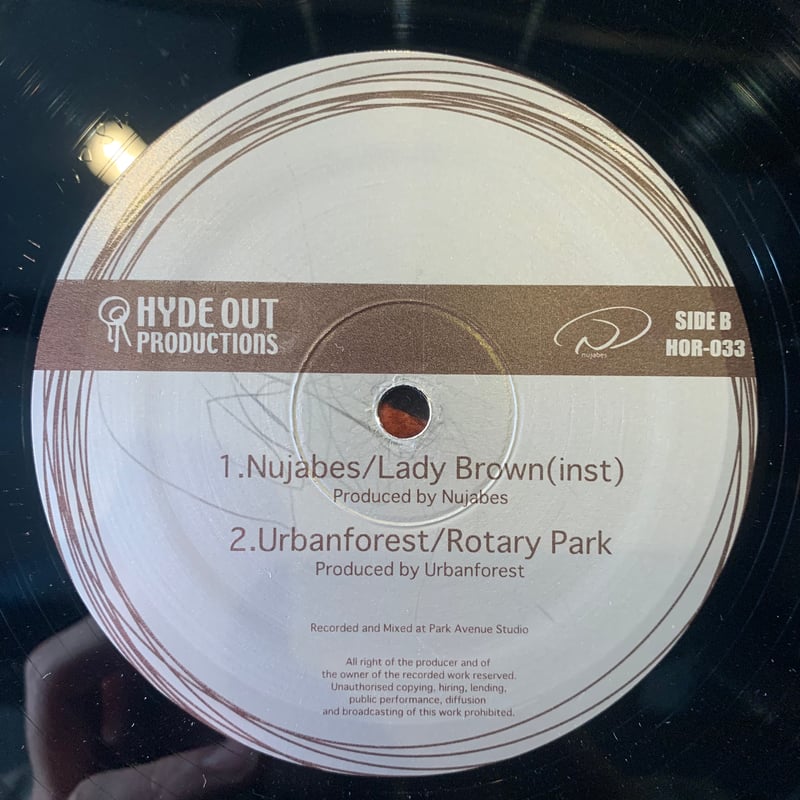 HYDE OUT
PRODUCTIONS
nujabes
SIDE B
HOR-033
1.Nujabes/Lady Brown(inst)
Produced by Nujabes
2.Urbanforest/Rotary Park
Produced by Urbanforest
Recorded and Mixed at Park Avenue Studio
All right of the producer and of
the owner of the recorded work reserved.
Unauthorised copying, hiring, lending,
public performance, diffusion
and broadcasting of this work prohibited.